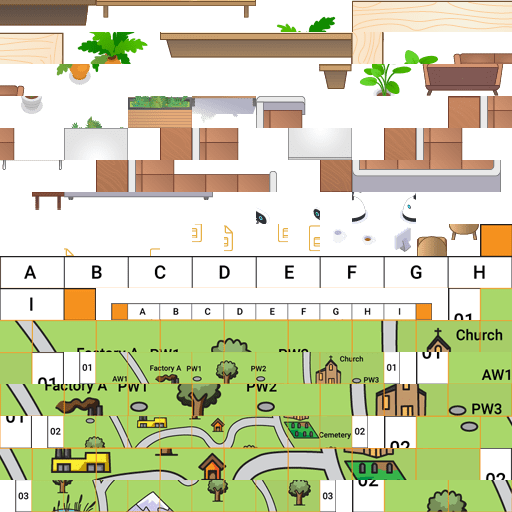 A B C D E F G H
I A B C D E F G H I 01
Church
Factory A PW1 PW2
01 01 Church 01
AW1 Factory A PW1 PW2 PW3 AW1
Factory A PW1 PW2 PW3
01 02 Cemetery 02 02
02
03 03 02